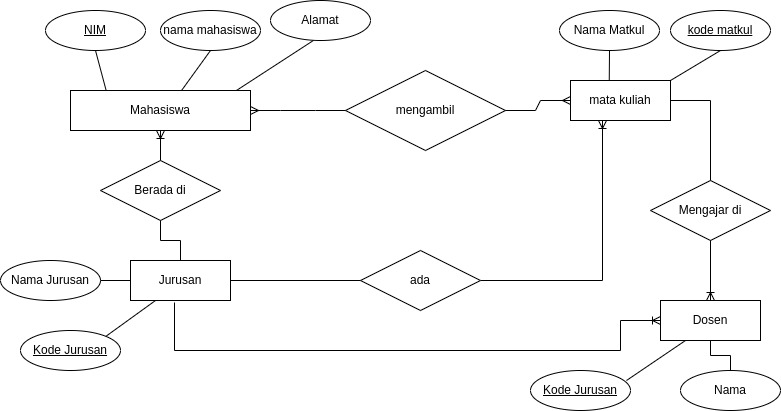 NIM
nama mahasiswa
Alamat
Nama Matkul
kode matkul
Mahasiswa
mengambil
mata kuliah
Berada di
Mengajar di
Nama Jurusan
Jurusan
ada
Kode Jurusan
Dosen
Kode Jurusan
Nama